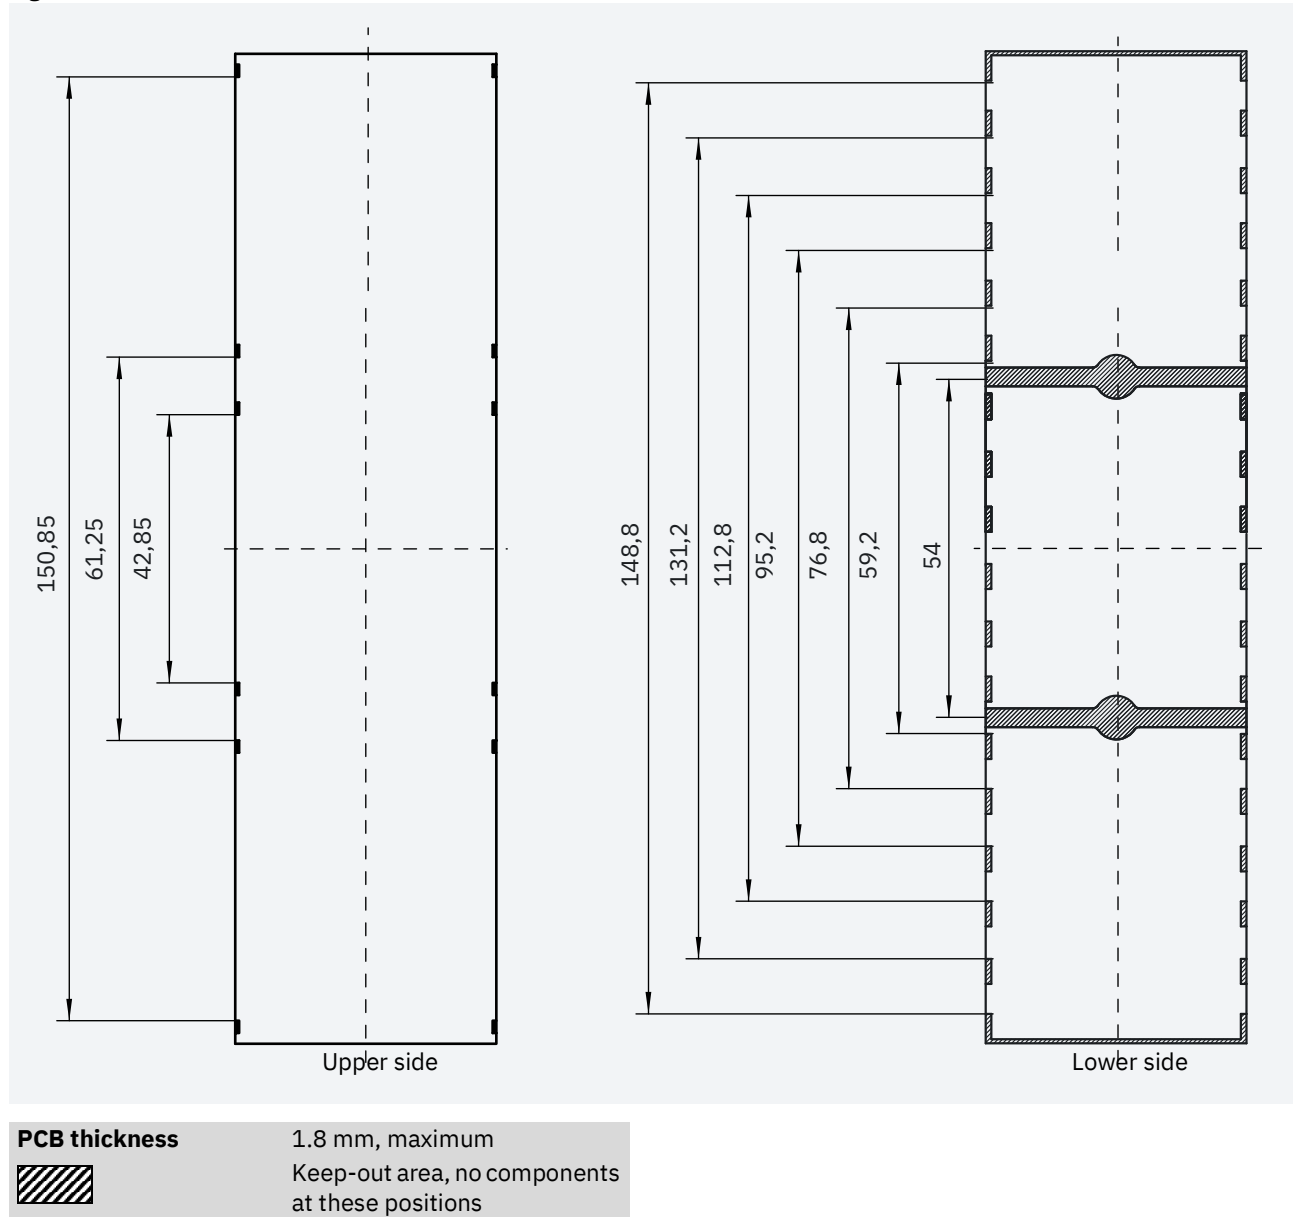 150,85
61,25
42,85
148,8
131,2
112,8
95,2
76,8
59,2
54
Upper side
Lower side
PCB thickness 1.8 mm, maximum
Keep-out area, no components
at these positions